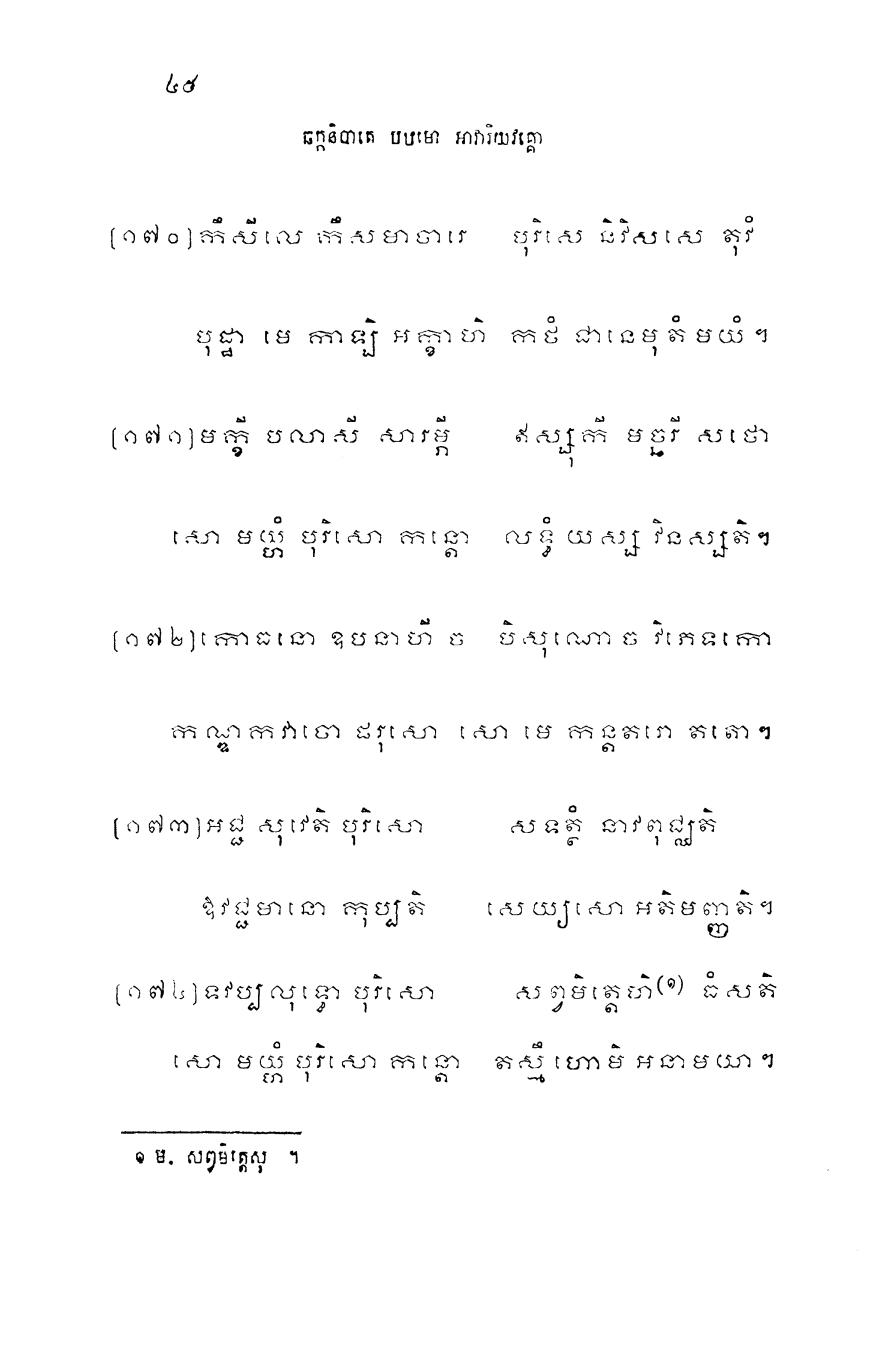 ៤៥
ឆក្កនិបាតេ បឋមោ អាវារិយវគ្គោ
[១៧០] កឹសីលេ កឹសមាចារេ បុរិសេ និវិសសេ តុវំ
បុដ្ឋា មេ កាឡិ អក្ខាហិ កថំ ជានេមុ តំ មយំ។
[១៧១] មក្ខី បលាសី សារម្ភី ឥស្សុកី មច្ឆរី សថោ
សោ មយ្ហំ បុរិសោ កន្តោ លទ្ធំ យស្ស វិនស្សតិ។
[១៧២] កោធនោ ឧបនាហី ច បិសុណោ ច វិភេទកោ
កណ្ឌកវាចោ ផរុសោ សោ មេ កន្តតរោ តតោ។
[១៧៣] អជ្ជ សុវេតិ បុរិសោ សទត្ថំ នាវពុជ្ឈតិ
ឱវជ្ជមានោ កុប្បតិ សេយ្យសោ អតិមញ្ញតិ។
[១៧៤] ទវប្បលុទ្ធោ បុរិសោ សព្វមិត្តេហិ(១) ធំសតិ
សោ មយ្ហំ បុរិសោ កន្តោ តស្មឹ ហោមិ អនាមយា។
១ ម. សព្វមិត្តេសុ ។